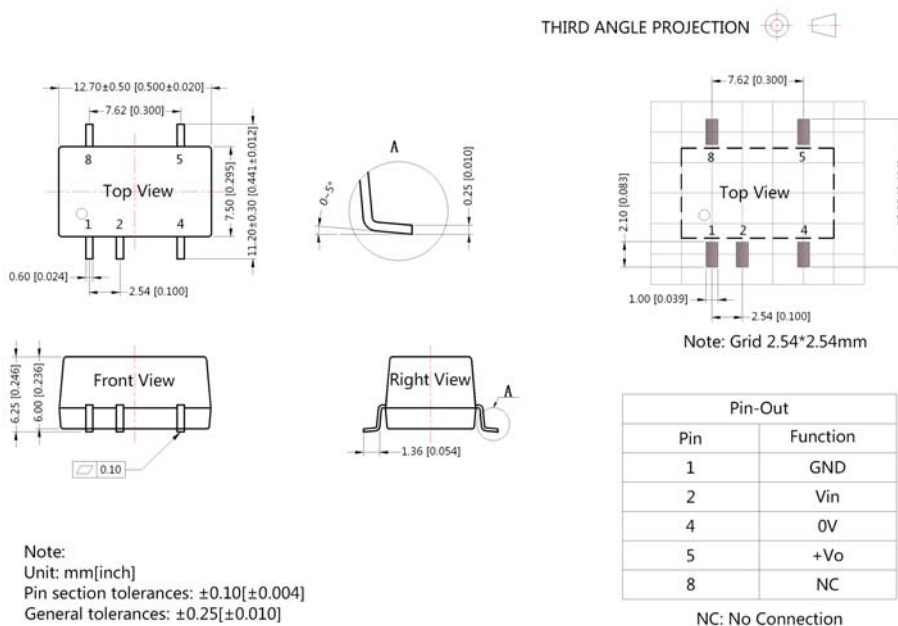 THIRD ANGLE PROJECTION
12.70±0.50 [0.500±0.020]
7.62 [0.300]
8 5
Top View
1 2 4
7.50 [0.295]
11.20±0.30 [0.441±0.012]
0.60 [0.024]
2.54 [0.100]
A
0~5°
0.25 [0.010]
7.62 [0.300]
8 5
Top View
1 2 4
2.10 [0.083]
1.00 [0.039]
2.54 [0.100]
Note: Grid 2.54*2.54mm
Front View
6.25 [0.246]
6.00 [0.236]
0.10
Right View
A
1.36 [0.054]
Pin-Out
Pin Function
1 GND
2 Vin
4 0V
5 +Vo
8 NC
NC: No Connection
Note:
Unit: mm[inch]
Pin section tolerances: ±0.10[±0.004]
General tolerances: ±0.25[±0.010]